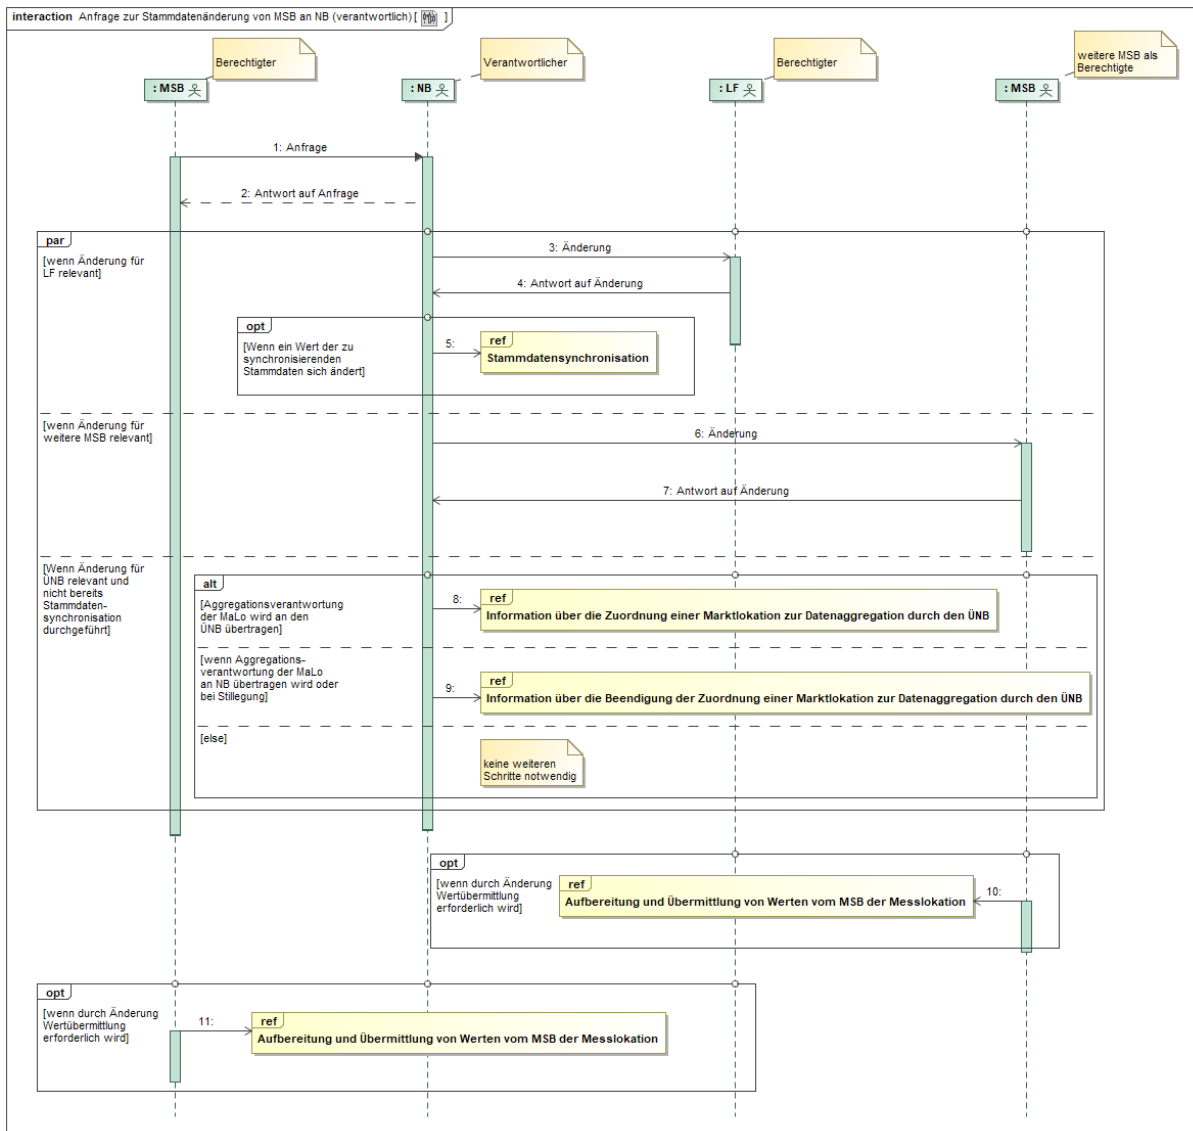 interaction Anfrage zur Stammdatenänderung von MSB an NB (verantwortlich) [ ]
Berechtigter
Verantwortlicher
Berechtigter
weitere MSB als
Berechtigte
: MSB
: NB
: LF
: MSB
1: Anfrage
2: Antwort auf Anfrage
par
[wenn Änderung für
LF relevant]
3: Änderung
4: Antwort auf Änderung
opt
[Wenn ein Wert der zu
synchronisierenden
Stammdaten sich ändert]
5:
ref
Stammdatensynchronisation
[wenn Änderung für
weitere MSB relevant]
6: Änderung
7: Antwort auf Änderung
[Wenn Änderung für
ÜNB relevant und
nicht bereits
Stammdaten-
synchronisation
durchgeführt]
alt
[Aggregationsverantwortung
der MaLo wird an den
ÜNB übertragen]
8:
ref
Information über die Zuordnung einer Marktlokation zur Datenaggregation durch den ÜNB
[wenn Aggregations-
verantwortung der MaLo
an NB übertragen wird oder
bei Stillegung]
9:
ref
Information über die Beendigung der Zuordnung einer Marktlokation zur Datenaggregation durch den ÜNB
[else]
keine weiteren
Schritte notwendig
opt
[wenn durch Änderung
Wertübermittlung
erforderlich wird]
ref
Aufbereitung und Übermittlung von Werten vom MSB der Messlokation
10:
opt
[wenn durch Änderung
Wertübermittlung
erforderlich wird]
11:
ref
Aufbereitung und Übermittlung von Werten vom MSB der Messlokation